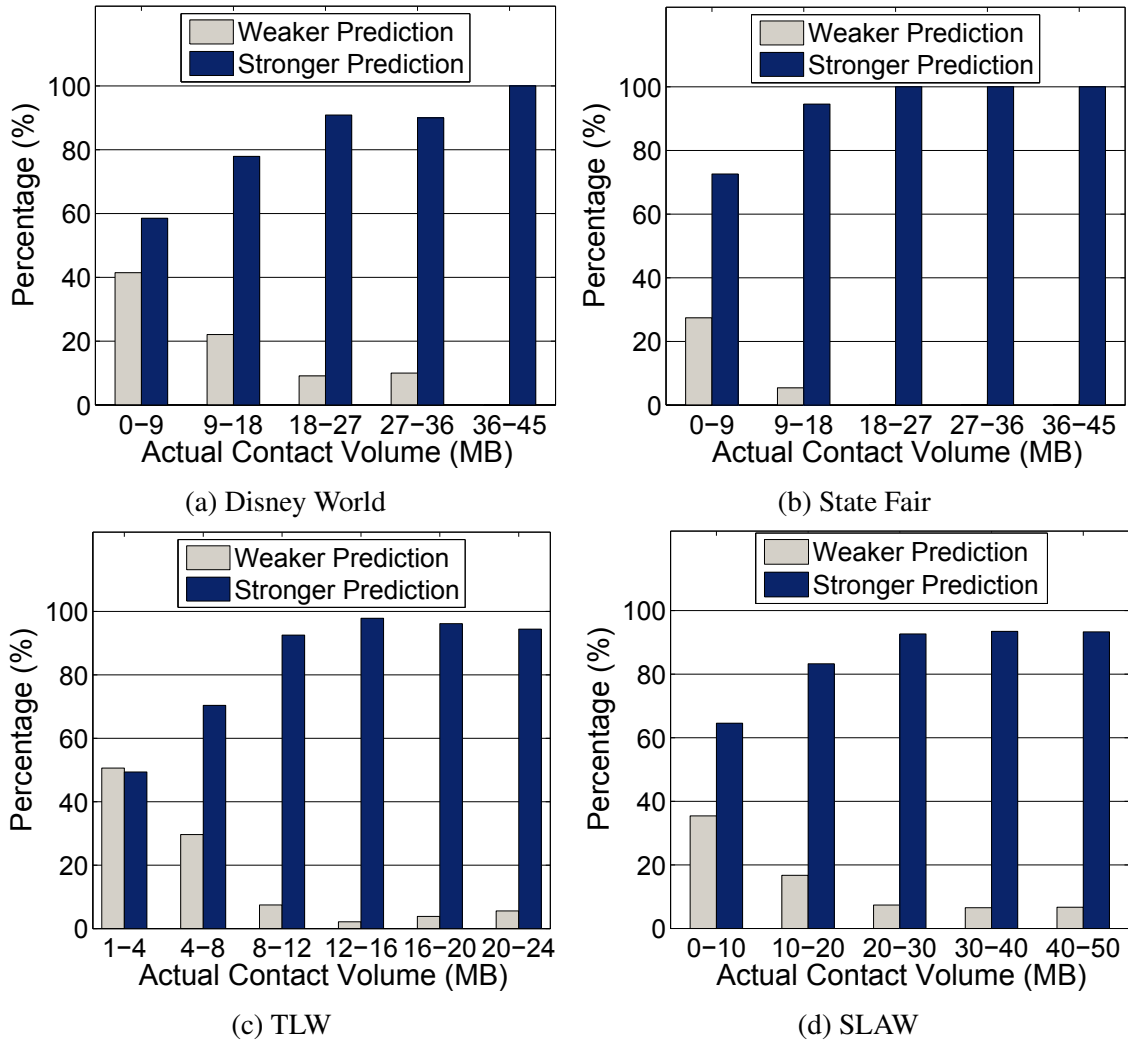 Weaker Prediction
Stronger Prediction
Percentage (%)
100
80
60
40
20
0
0−9 9−18 18−27 27−36 36−45
Actual Contact Volume (MB)
(a) Disney World
Weaker Prediction
Stronger Prediction
Percentage (%)
100
80
60
40
20
0
0−9 9−18 18−27 27−36 36−45
Actual Contact Volume (MB)
(b) State Fair
Weaker Prediction
Stronger Prediction
Percentage (%)
100
80
60
40
20
0
1−4 4−8 8−12 12−16 16−20 20−24
Actual Contact Volume (MB)
(c) TLW
Weaker Prediction
Stronger Prediction
Percentage (%)
100
80
60
40
20
0
0−10 10−20 20−30 30−40 40−50
Actual Contact Volume (MB)
(d) SLAW